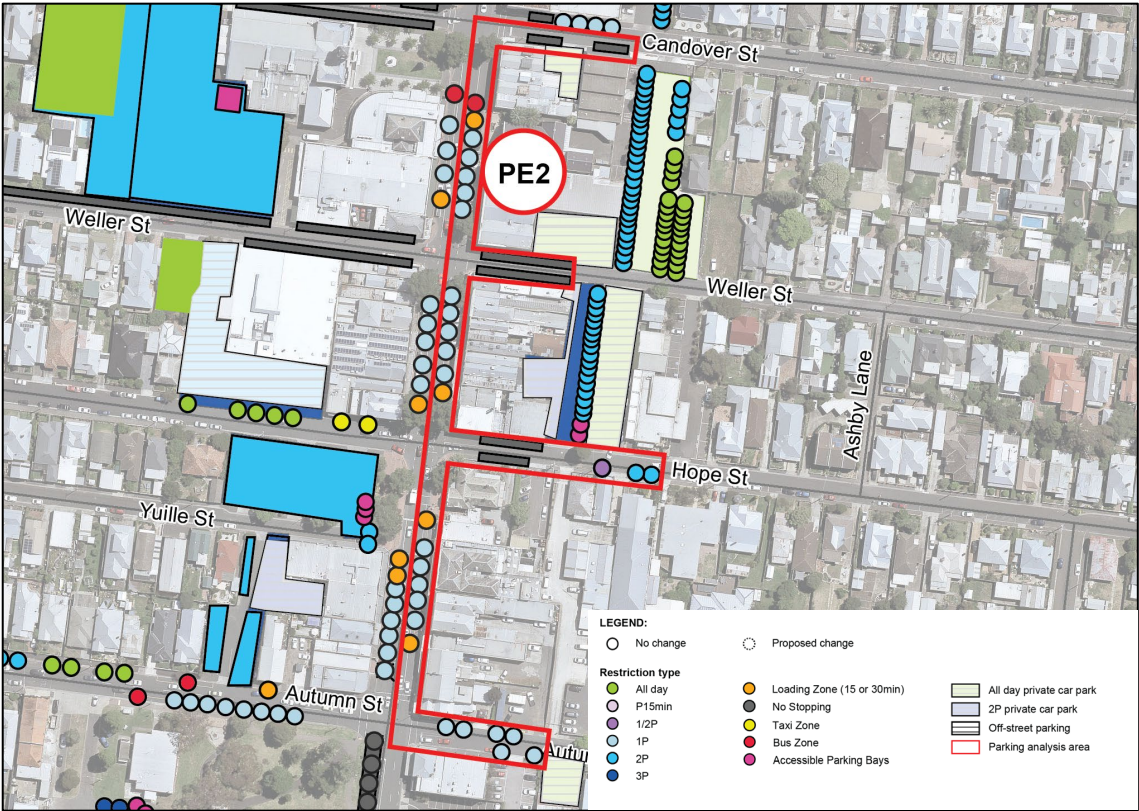 Candover St
PE2
Weller St
Weller St
Ashby Lane
Hope St
Yuille St
Autumn St
Autu
LEGEND:
No change
Proposed change
Restriction type
All day
P15min
1/2P
1P
2P
3P
Loading Zone (15 or 30min)
No Stopping
Taxi Zone
Bus Zone
Accessible Parking Bays
All day private car park
2P private car park
Off-street parking
Parking analysis area